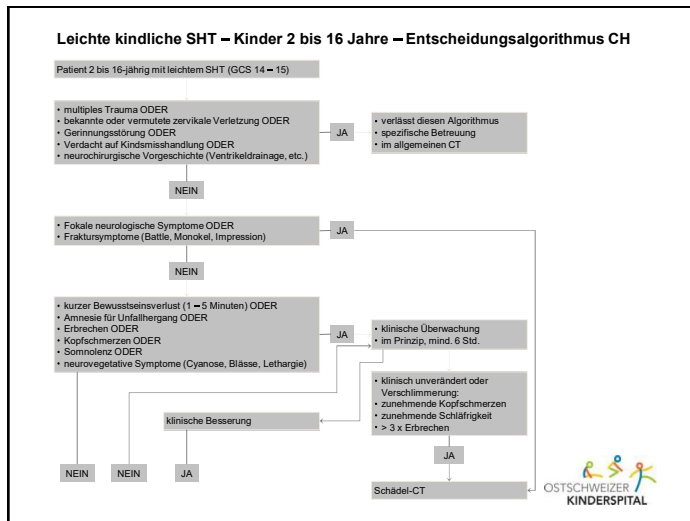 Leichte kindliche SHT – Kinder 2 bis 16 Jahre – Entscheidungsalgorithmus CH
Patient 2 bis 16-jährig mit leichtem SHT (GCS 14 – 15)
• multiples Trauma ODER
• bekannte oder vermutete zervikale Verletzung ODER
• Gerinnungsstörung ODER
• Verdacht auf Kindsmisshandlung ODER
• neurochirurgische Vorgeschichte (Ventrikeldrainage, etc.)
JA
• verlässt diesen Algorithmus
• spezifische Betreuung
• im allgemeinen CT
NEIN
• Fokale neurologische Symptome ODER
• Fraktursymptome (Battle, Monokel, Impression)
JA
NEIN
• kurzer Bewusstseinsverlust (1 – 5 Minuten) ODER
• Amnesie für Unfallhergang ODER
• Erbrechen ODER
• Kopfschmerzen ODER
• Somnolenz ODER
• neurovegetative Symptome (Cyanose, Blässe, Lethargie)
JA
• klinische Überwachung
• im Prinzip, mind. 6 Std.
• klinisch unverändert oder
Verschlimmerung:
• zunehmende Kopfschmerzen
• zunehmende Schläfrigkeit
• > 3 x Erbrechen
klinische Besserung
JA
NEIN
NEIN
JA
Schädel-CT
OSTSCHWEIZER
KINDERSPITAL